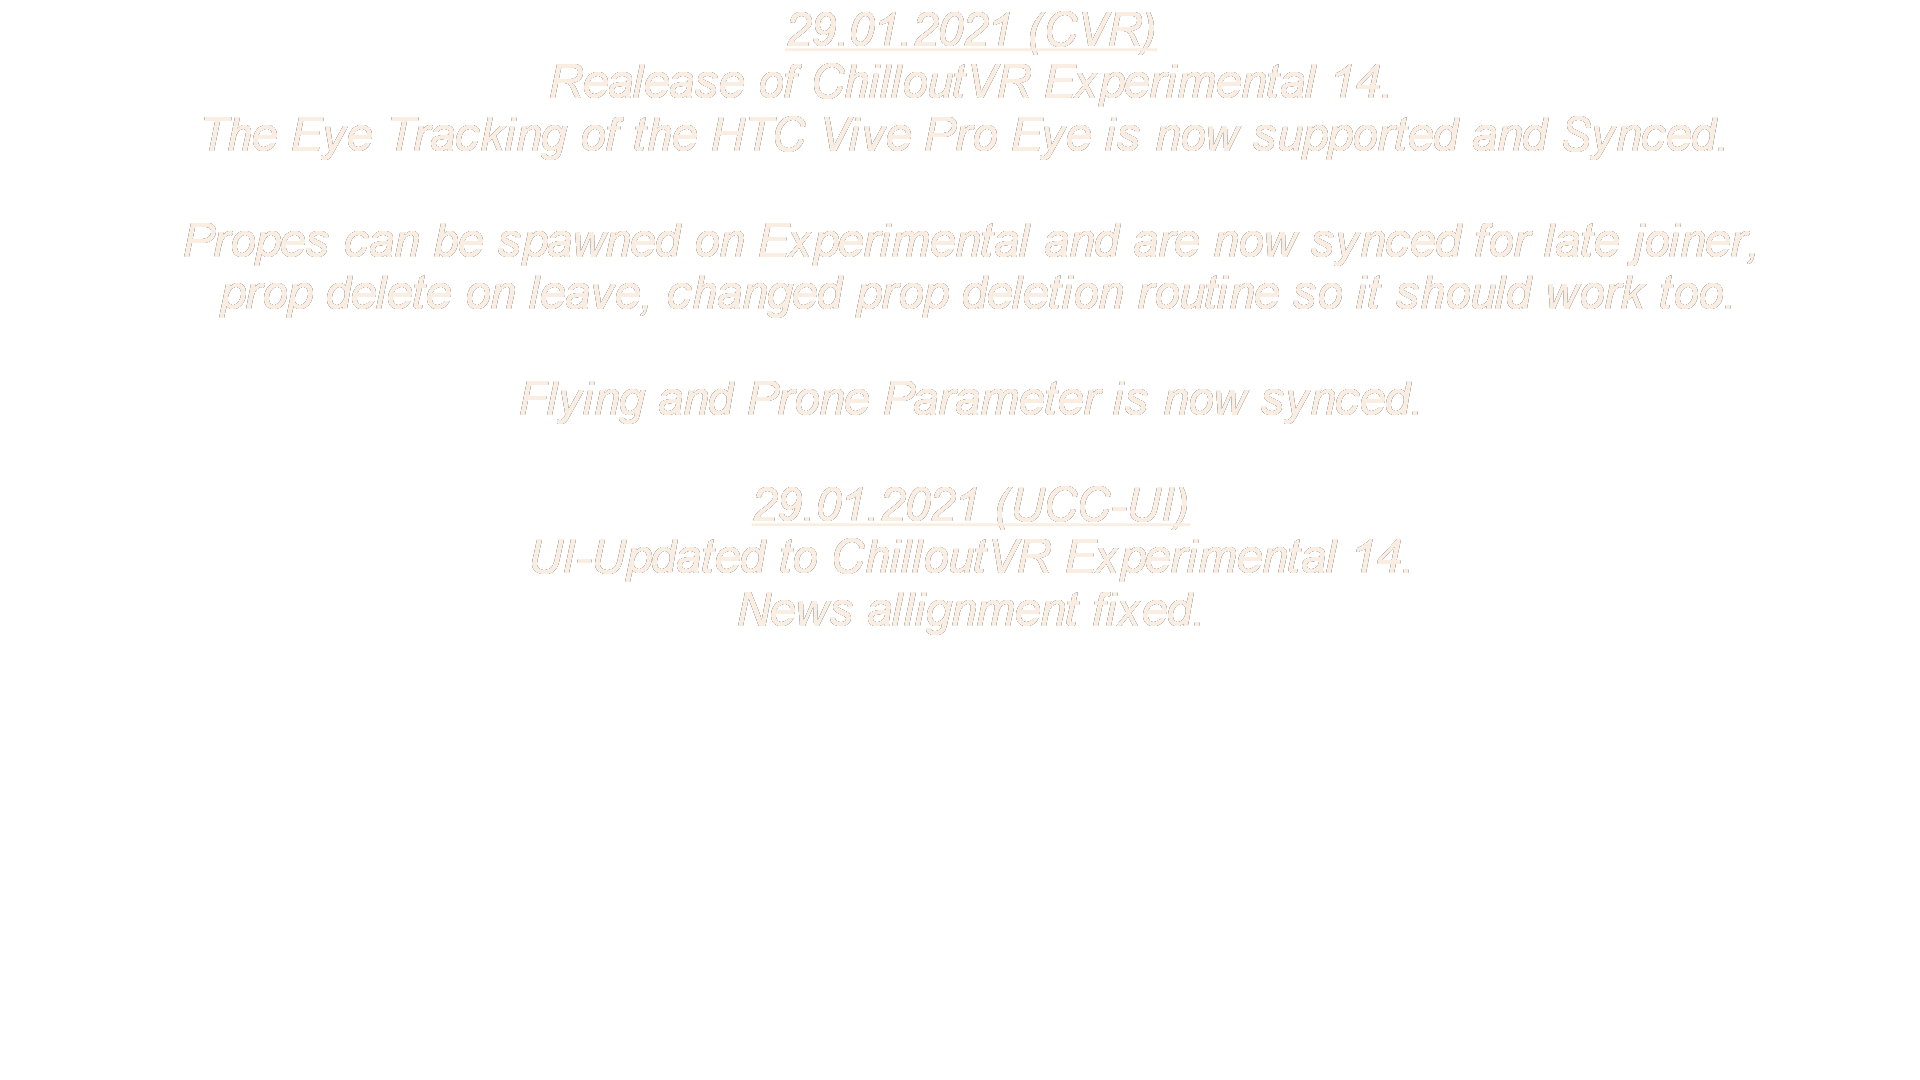 29.01.2021 (CVR)
Realease of ChilloutVR Experimental 14.
The Eye Tracking of the HTC Vive Pro Eye is now supported and Synced.
Propes can be spawned on Experimental and are now synced for late joiner,
prop delete on leave, changed prop deletion routine so it should work too.
Flying and Prone Parameter is now synced.
29.01.2021 (UCC-UI)
UI-Updated to ChilloutVR Experimental 14.
News allignment fixed.